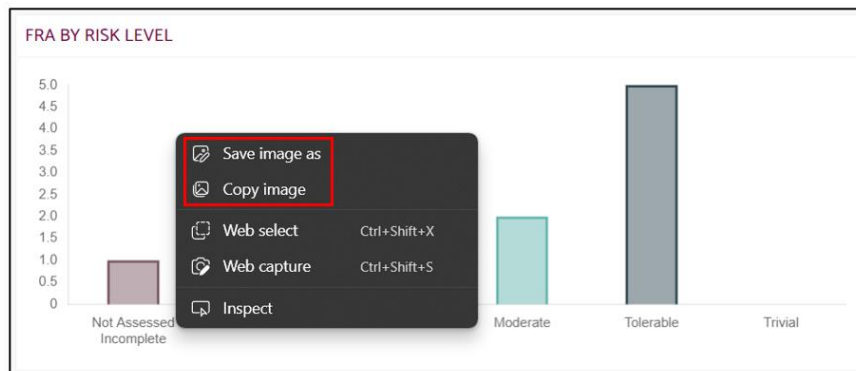 FRA BY RISK LEVEL
5.0
4.5
4.0
3.5
3.0
2.5
2.0
1.5
1.0
0.5
0
Save image as
Copy image
Web select Ctrl+Shift+X
Web capture Ctrl+Shift+S
Inspect
Not Assessed Moderate Tolerable Trivial
Incomplete